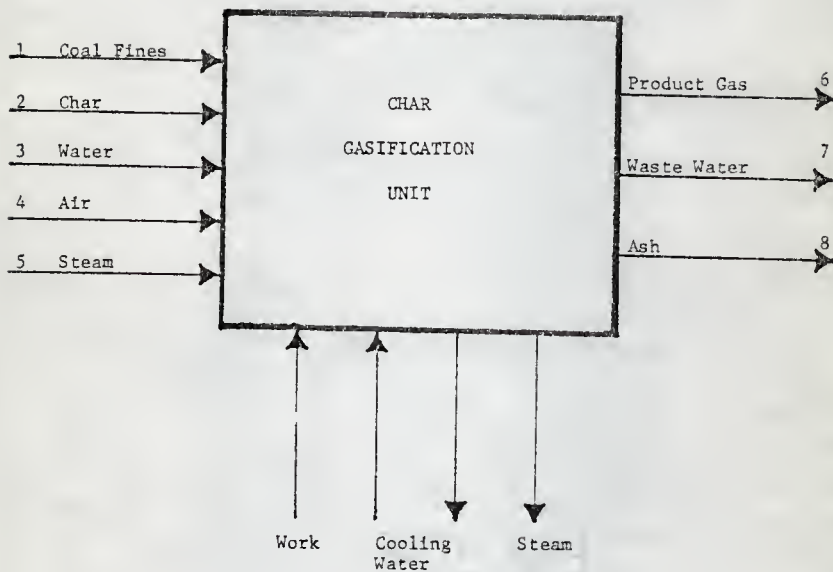 1 Coal Fines
2 Char
3 Water
4 Air
5 Steam
CHAR
GASIFICATION
UNIT
Product Gas 6
Waste Water 7
Ash 8
Work
Cooling
Water
Steam